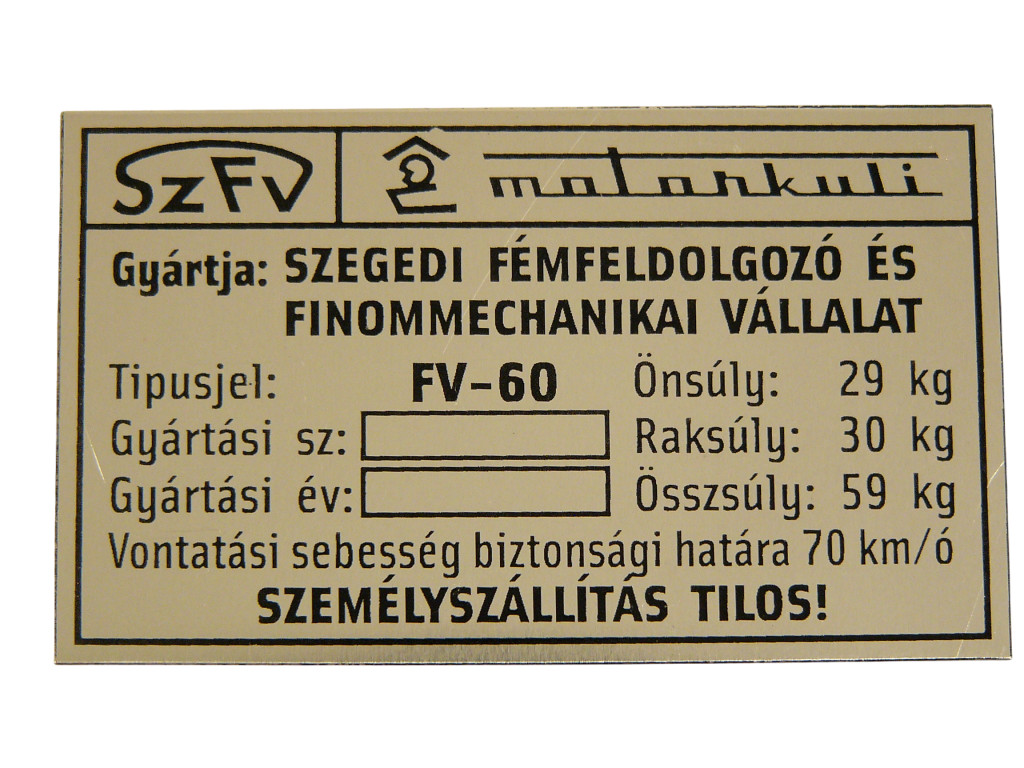 SzFv
motorkuli
Gyártja: SZEGEDI FÉMFELDOLGOZÓ ÉS
FINOMMECHANIKAI VÁLLALAT
Tipusjel: FV-60 Önsúly: 29 kg
Gyártási sz: Raksúly: 30 kg
Gyártási év: Összsúly: 59 kg
Vontatási sebesség biztonsági határa 70 km/ó
SZEMÉLYSZÁLLÍTÁS TILOS!